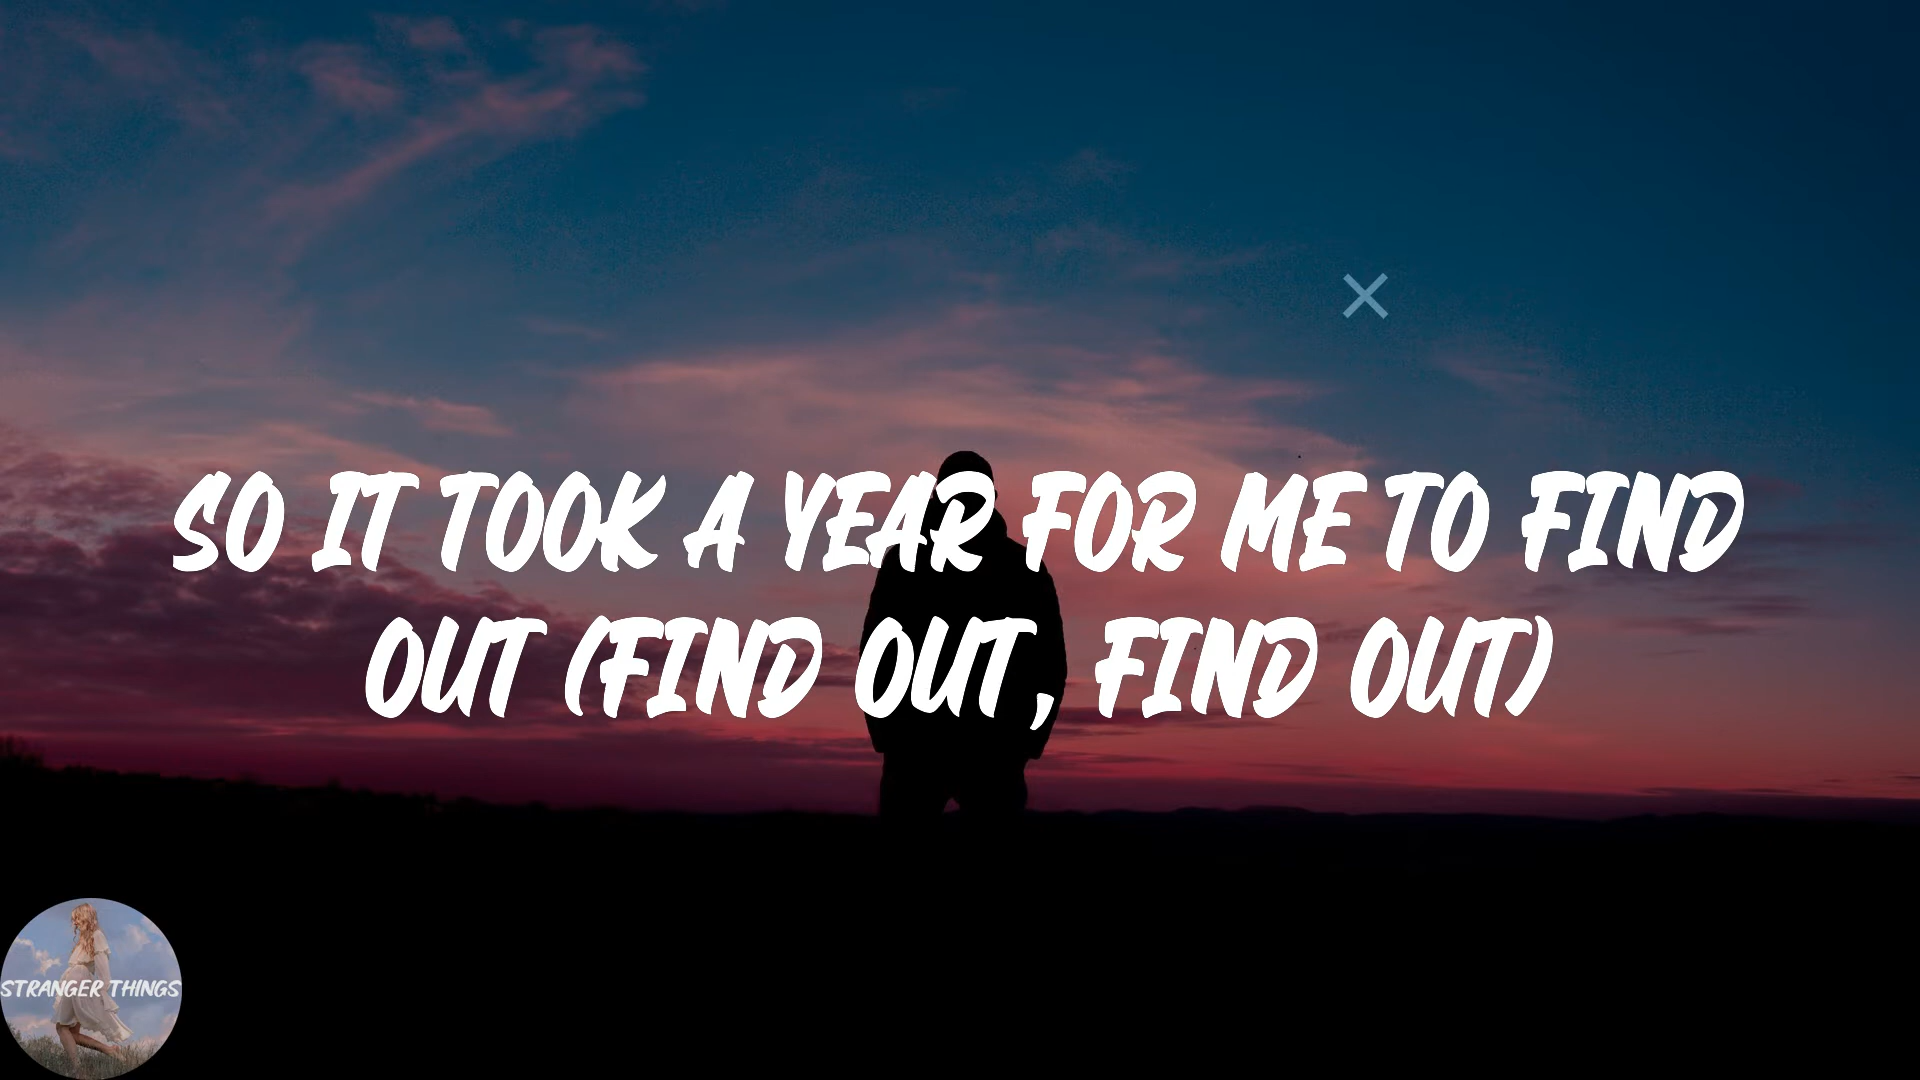 SO IT TOOK A YEAR FOR ME TO FIND
OUT (FIND OUT, FIND OUT)
STRANGER THINGS